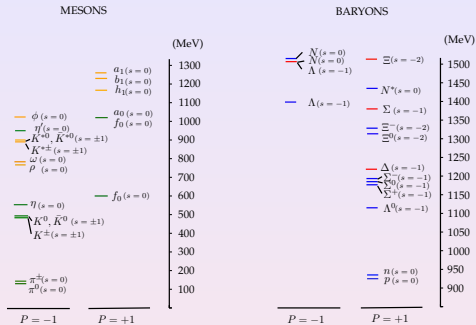 MESONS
(MeV)
1300
1200
1100
1000
900
800
700
600
500
400
300
200
100
a₁(s=0)
b₁(s=0)
h₁(s=0)
ϕ(s=0)
a₀(s=0)
f₀(s=0)
η′(s=0)
K*⁰, K̄*⁰(s=±1)
K*±(s=±1)
ω(s=0)
ρ(s=0)
f₀(s=0)
η(s=0)
K⁰, K̄⁰(s=±1)
K±(s=±1)
π±(s=0)
π⁰(s=0)
P = −1
P = +1
BARYONS
(MeV)
1500
1450
1400
1350
1300
1250
1200
1150
1100
1050
1000
950
900
N(s=0)
N(s=0)
Λ(s=−1)
Ξ(s=−2)
N*(s=0)
Λ(s=−1)
Σ(s=−1)
Ξ⁻(s=−2)
Ξ⁰(s=−2)
Δ(s=−1)
Σ⁻(s=−1)
Σ⁰(s=−1)
Σ⁺(s=−1)
Λ⁰(s=−1)
n(s=0)
p(s=0)
P = −1
P = +1